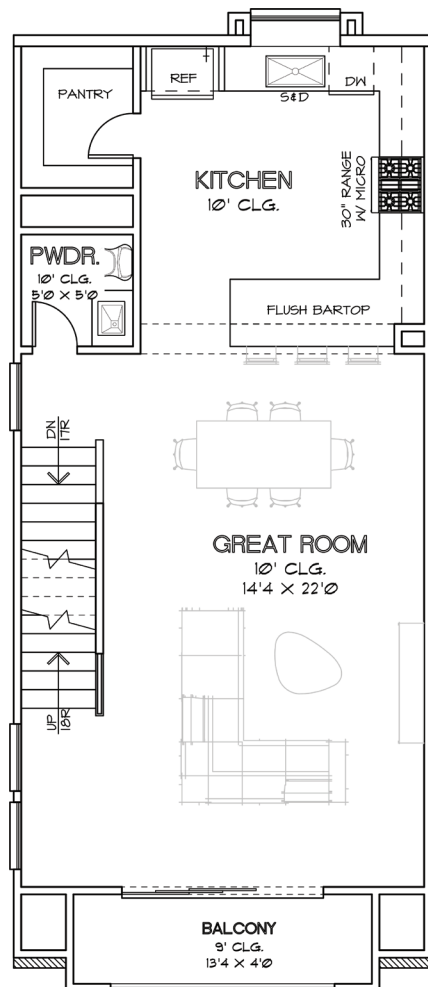 PANTRY
REF
S&D
DW
KITCHEN
10' CLG.
30" RANGE
W/ MICRO
PWDR.
10' CLG.
5'0 X 5'0
FLUSH BARTOP
DN
17R
GREAT ROOM
10' CLG.
14'4 X 22'0
UP
18R
BALCONY
9' CLG.
13'4 X 4'0